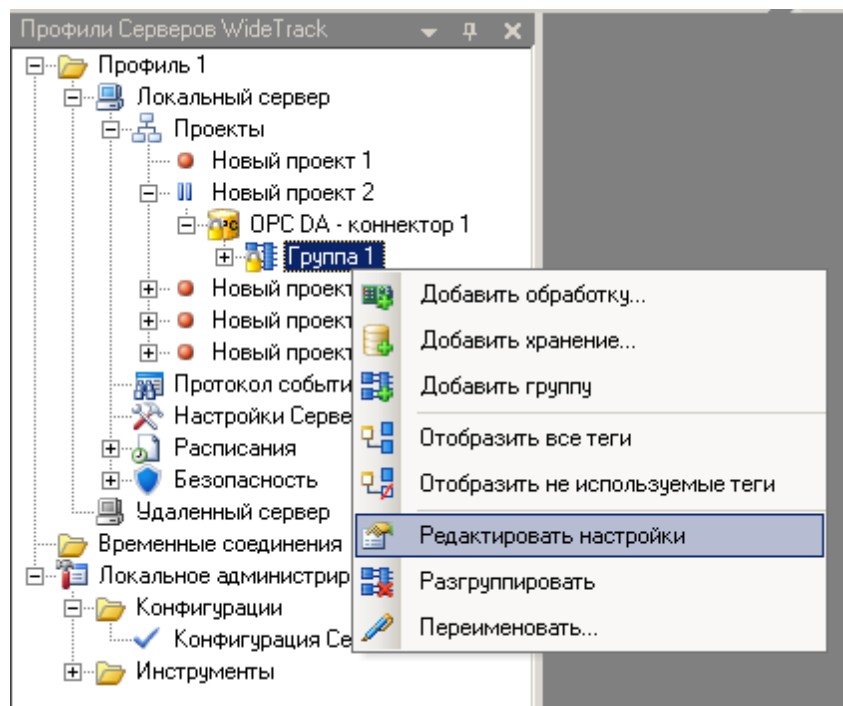 Профили Серверов WideTrack
Профиль 1
Локальный сервер
Проекты
Новый проект 1
Новый проект 2
OPC DA - коннектор 1
Группа 1
Новый проект
Новый проект
Новый проект
Протокол событи
Настройки Серве
Расписания
Безопасность
Удаленный сервер
Временные соединения
Локальное администрир
Конфигурации
Конфигурация Се
Инструменты
Добавить обработку...
Добавить хранение...
Добавить группу
Отобразить все теги
Отобразить не используемые теги
Редактировать настройки
Разгруппировать
Переименовать...